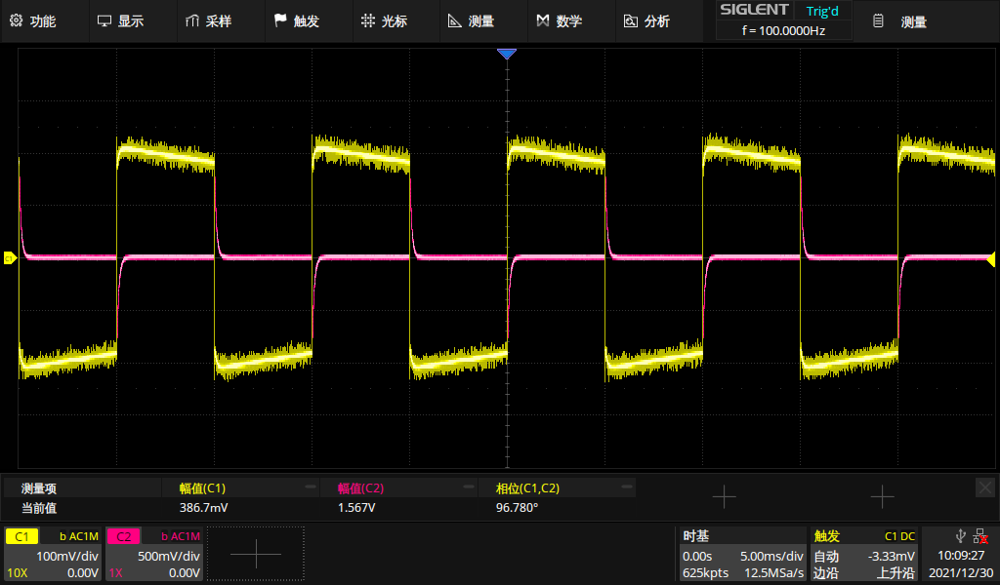 功能 显示 采样 触发 光标 测量 数学 分析 SIGLENT Trig'd 测量
f = 100.0000Hz
C1
测量项 幅值(C1) 幅值(C2) 相位(C1,C2)
当前值 386.7mV 1.567V 96.780°
C1 b AC1M C2 b AC1M 时基 触发 C1 DC
100mV/div 500mV/div 0.00s 5.00ms/div 自动 -3.33mV 10:09:27
10X 0.00V 1X 0.00V 625kpts 12.5MSa/s 边沿 上升沿 2021/12/30